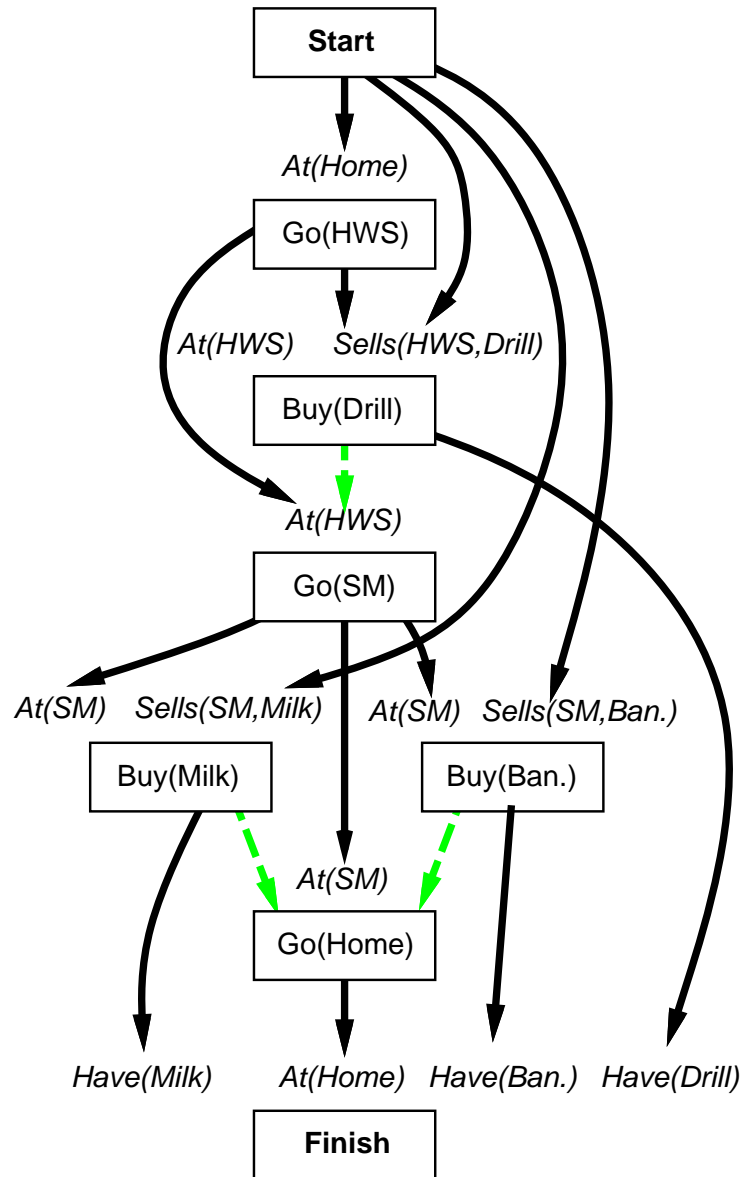 Start
At(Home)
Go(HWS)
At(HWS) Sells(HWS,Drill)
Buy(Drill)
At(HWS)
Go(SM)
At(SM) Sells(SM,Milk) At(SM) Sells(SM,Ban.)
Buy(Milk) Buy(Ban.)
At(SM)
Go(Home)
Have(Milk) At(Home) Have(Ban.) Have(Drill)
Finish